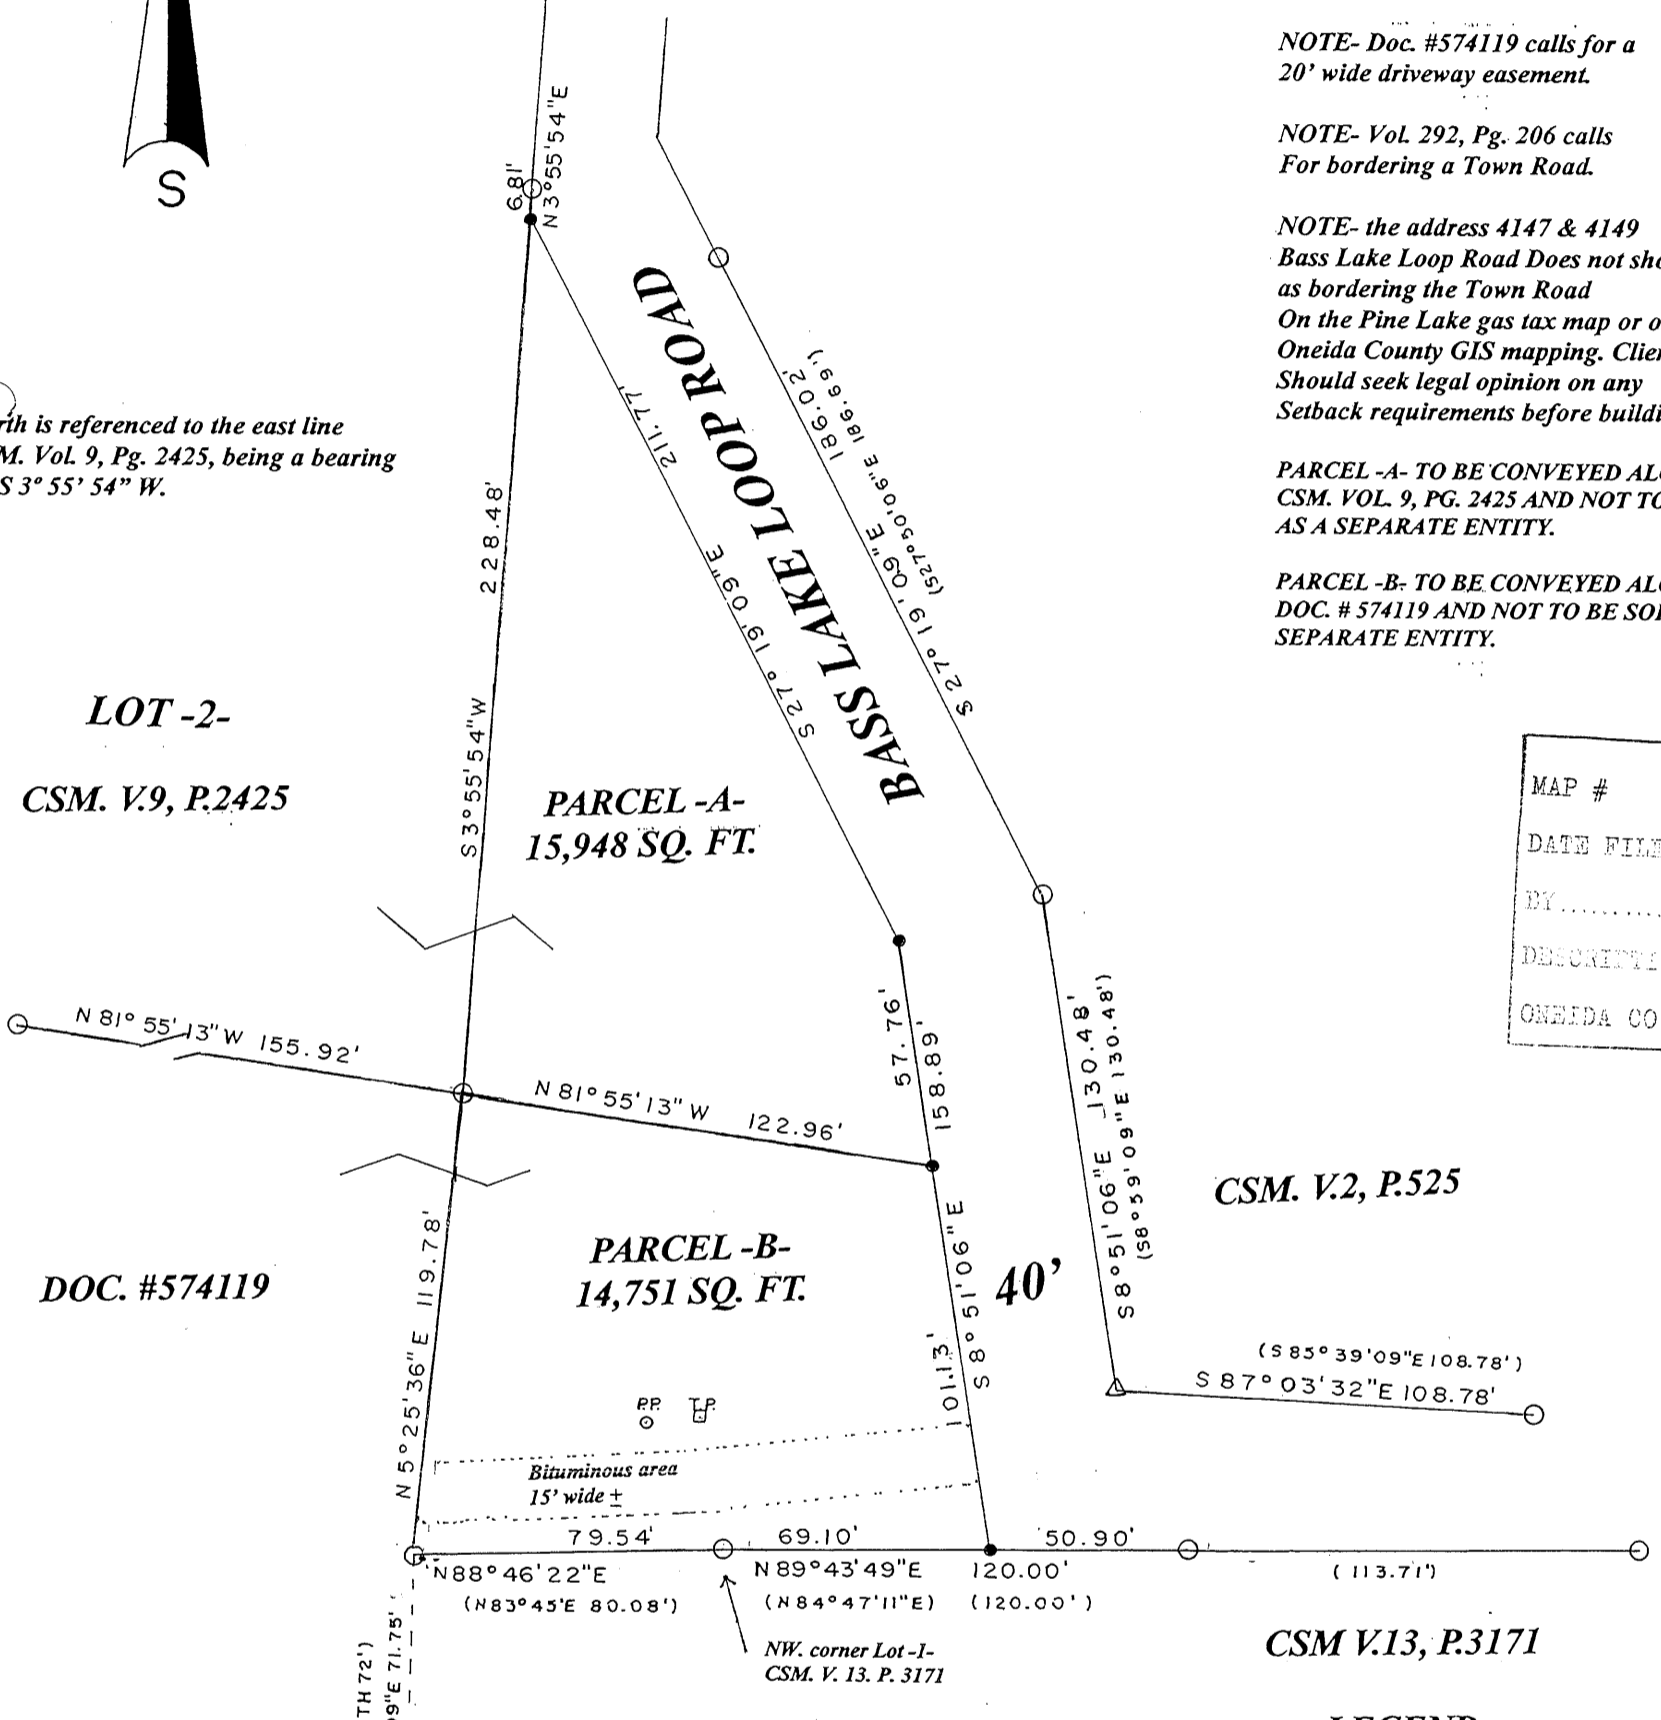 S
NOTE- Doc. #574119 calls for a
20' wide driveway easement.
NOTE- Vol. 292, Pg. 206 calls
For bordering a Town Road.
NOTE- the address 4147 & 4149
Bass Lake Loop Road Does not
as bordering the Town Road
On the Pine Lake gas tax map or
Oneida County GIS mapping.
Should seek legal opinion on any
Setback requirements before
PARCEL -A- TO BE CONVEYED
CSM. VOL. 9, PG. 2425 AND NOT TO
AS A SEPARATE ENTITY.
PARCEL -B- TO BE CONVEYED
DOC. # 574119 AND NOT TO BE
SEPARATE ENTITY.
is referenced to the east line
Vol. 9, Pg. 2425, being a bearing
S 3° 55' 54" W.
6.81'
N 3°55'54"E
228.48'
S 3°55'54"W
211.77'
S 27° 19' 09"E
BASS LAKE LOOP ROAD
186.02'
S 27° 19' 09"E
(S27°50'06"E 186.69')
LOT -2-
CSM. V.9, P.2425
PARCEL -A-
15,948 SQ. FT.
MAP #
DATE
BY..........
ONEIDA CO
N 81° 55' 13"W 155.92'
N 81° 55' 13" W 122.96'
57.76'
158.89'
S 8° 51' 06" E
101.13'
S 8° 51' 06"E 130.48'
(S8°59'09"E 130.48')
CSM. V.2, P.525
DOC. #574119
N 5°25'36"E 119.78'
PARCEL -B-
14,751 SQ. FT.
40'
(S 85° 39'09"E 108.78')
S 87° 03' 32"E 108.78'
P.P. T.P.
Bituminous area
15' wide ±
79.54' 69.10' 50.90'
N88°46'22"E N 89°43'49"E 120.00' (113.71')
(N83°45'E 80.08') (N 84°47'11"E) (120.00')
NW. corner Lot -1-
CSM. V. 13. P. 3171
CSM V.13, P.3171
TH 72')
09"E 71.75'
LEGEND